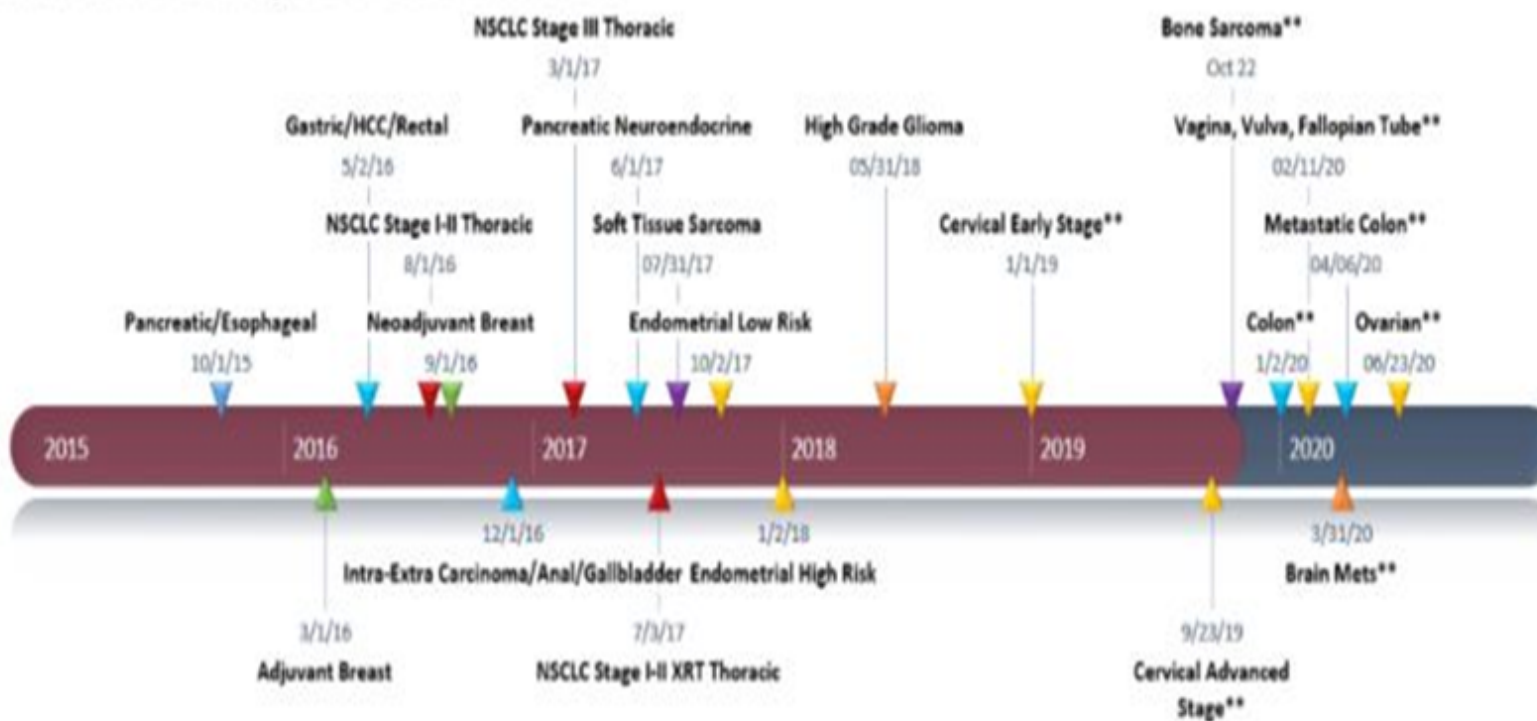 NSCLC Stage III Thoracic
3/1/17
Bone Sarcoma**
Oct 22
Gastric/HCC/Rectal
5/2/16
Pancreatic Neuroendocrine
6/1/17
High Grade Glioma
05/31/18
Vagina, Vulva, Fallopian Tube**
02/11/20
NSCLC Stage I-II Thoracic
8/1/16
Soft Tissue Sarcoma
07/31/17
Cervical Early Stage**
1/1/19
Metastatic Colon**
04/06/20
Pancreatic/Esophageal
10/1/15
Neoadjuvant Breast
9/1/16
Endometrial Low Risk
10/2/17
Colon**
1/2/20
Ovarian**
06/23/20
2015
2016
2017
2018
2019
2020
12/1/16
Intra-Extra Carcinoma/Anal/Gallbladder
1/2/18
Endometrial High Risk
3/31/20
Brain Mets**
3/1/16
Adjuvant Breast
7/3/17
NSCLC Stage I-II XRT Thoracic
9/23/19
Cervical Advanced
Stage**